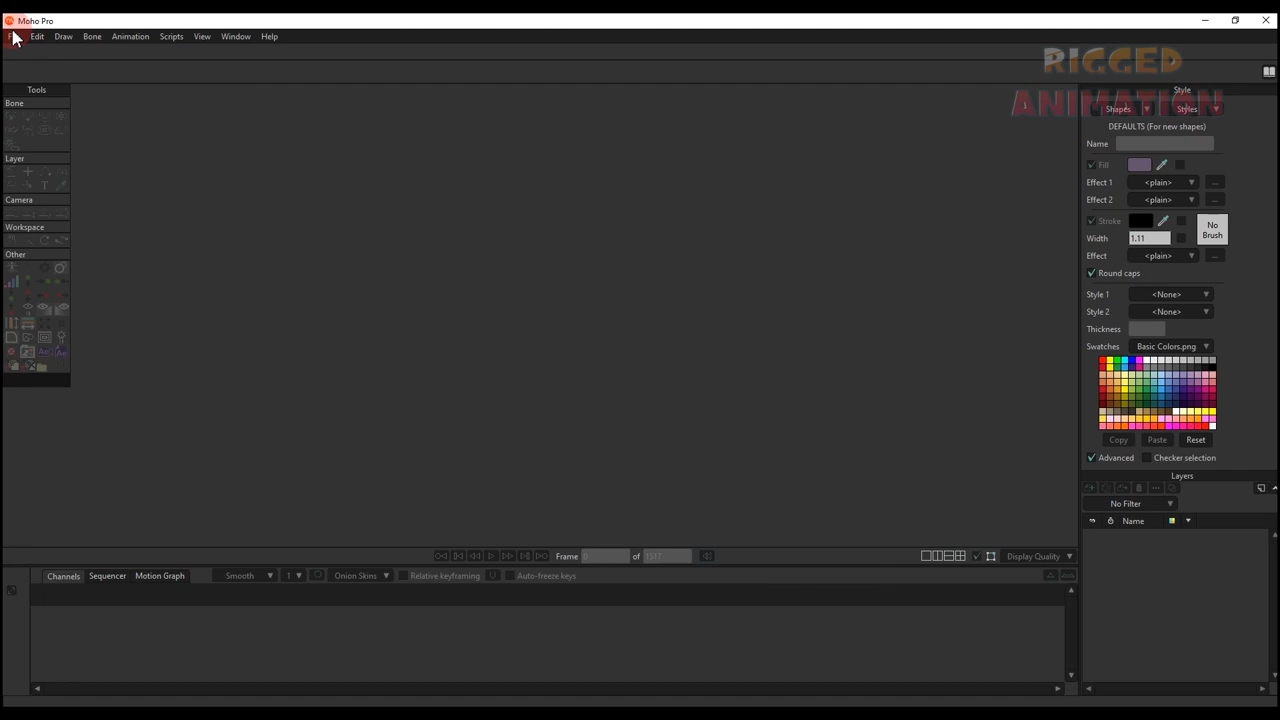 Moho Pro
Edit Draw Bone Animation Scripts View Window Help
RIGGED
ANIMATION
Tools
Bone
Layer
Camera
Workspace
Other
Style
Shapes Styles
DEFAULTS (For new shapes)
Name
Fill
Effect 1 <plain> ...
Effect 2 <plain> ...
Stroke
No
Brush
Width 1.11
Effect <plain> ...
Round caps
Style 1 <None>
Style 2 <None>
Thickness
Swatches Basic Colors.png
Copy Paste Reset
Advanced Checker selection
Layers
No Filter
Name
Frame 0 of 1517
Display Quality
Channels Sequencer Motion Graph Smooth 1 Onion Skins Relative keyframing Auto-freeze keys